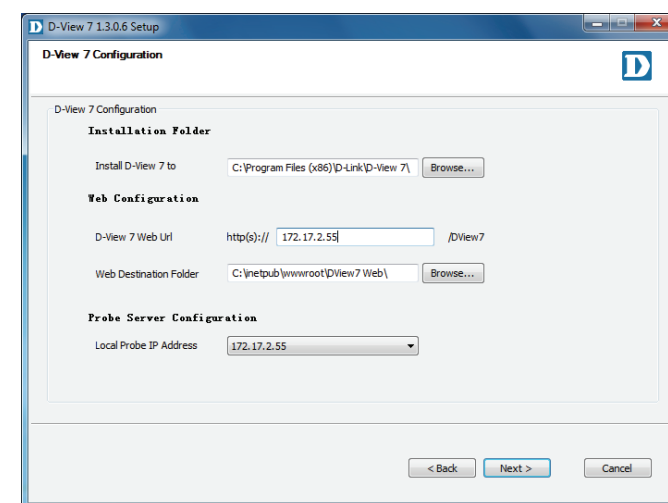 D D-View 7 1.3.0.6 Setup
D-View 7 Configuration
D
D-View 7 Configuration
Installation Folder
Install D-View 7 to C:\Program Files (x86)\D-Link\D-View 7\ Browse...
Web Configuration
D-View 7 Web Url http(s):// 172.17.2.55 /DView7
Web Destination Folder C:\inetpub\wwwroot\DView7 Web\ Browse...
Probe Server Configuration
Local Probe IP Address 172.17.2.55
< Back Next > Cancel